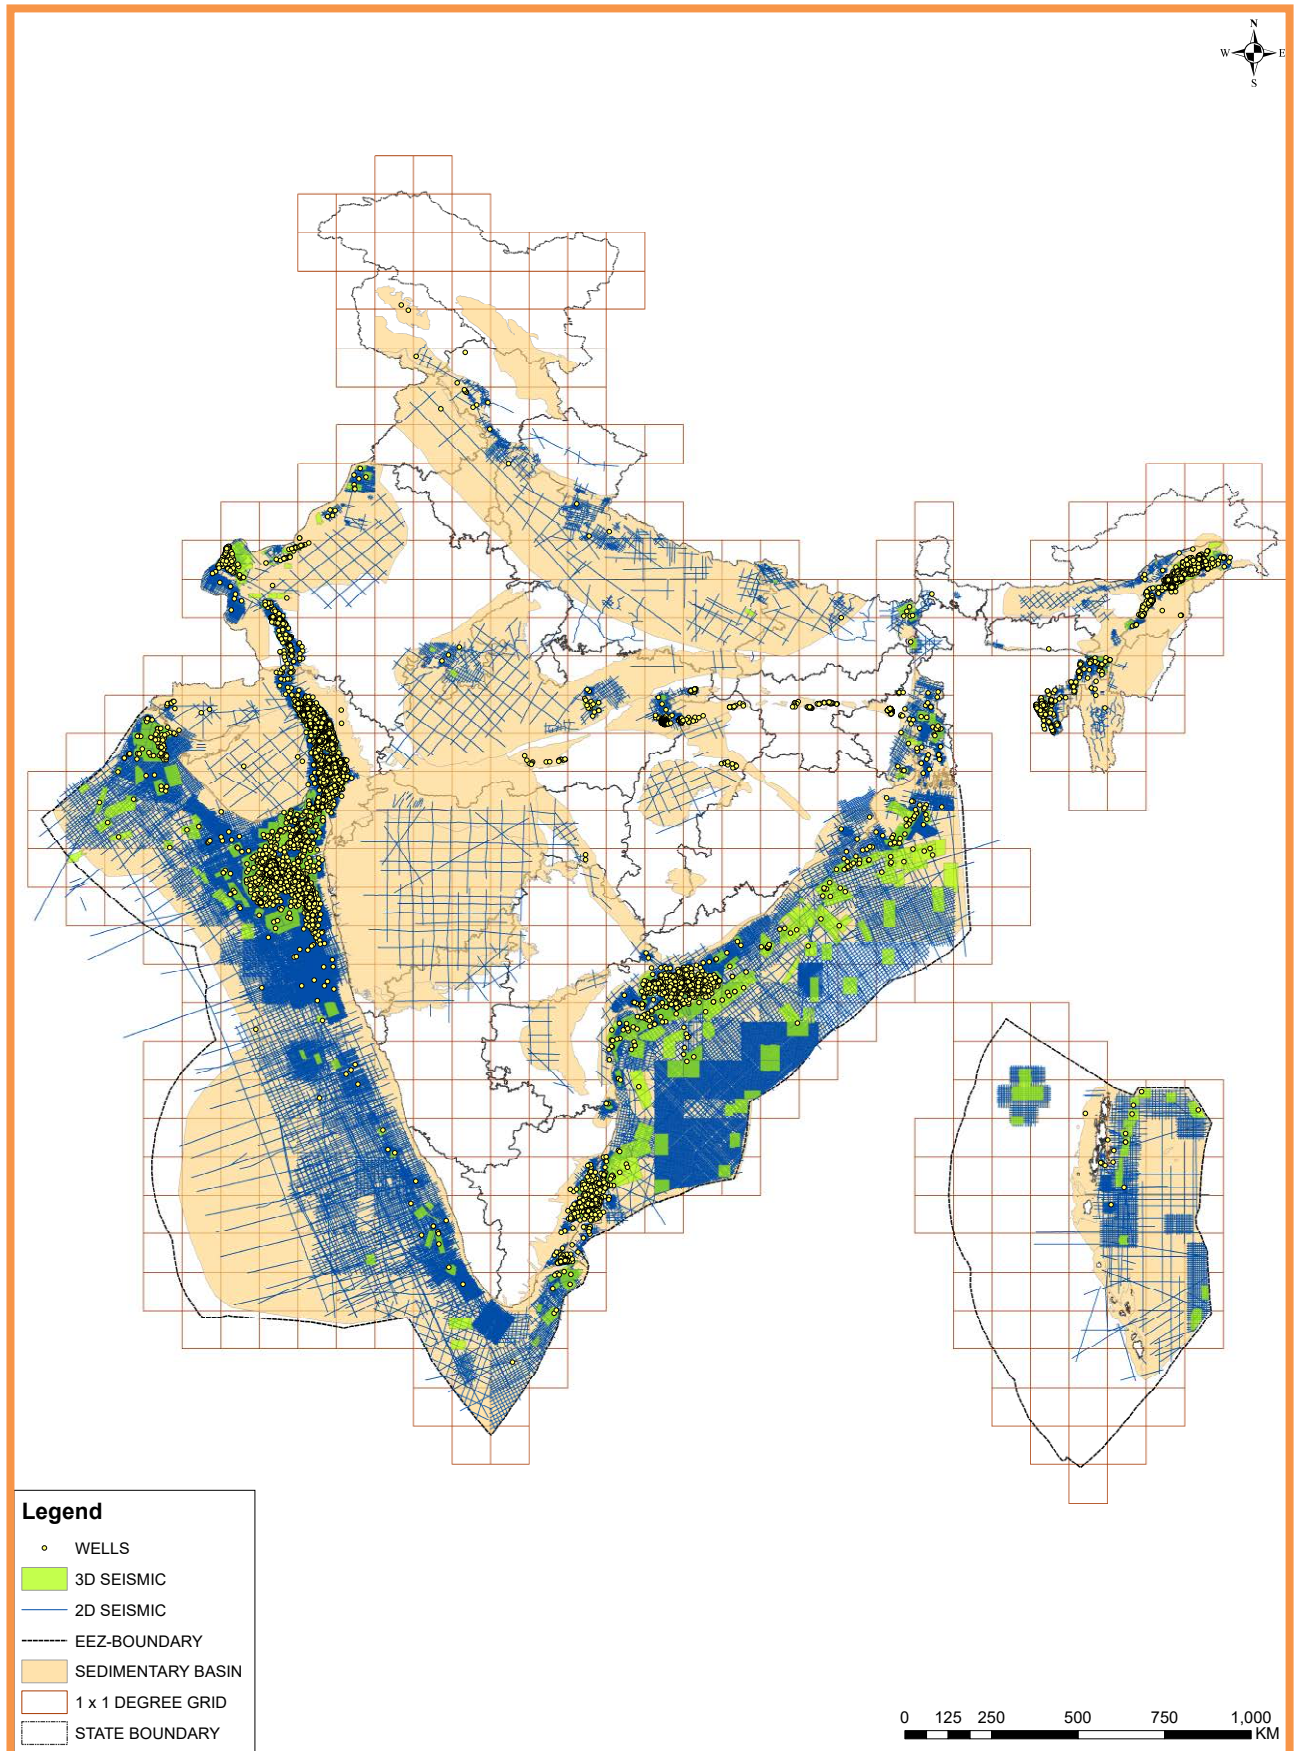 N
W E
S
Legend
WELLS
3D SEISMIC
2D SEISMIC
EEZ-BOUNDARY
SEDIMENTARY BASIN
1 x 1 DEGREE GRID
STATE BOUNDARY
0 125 250 500 750 1,000
KM